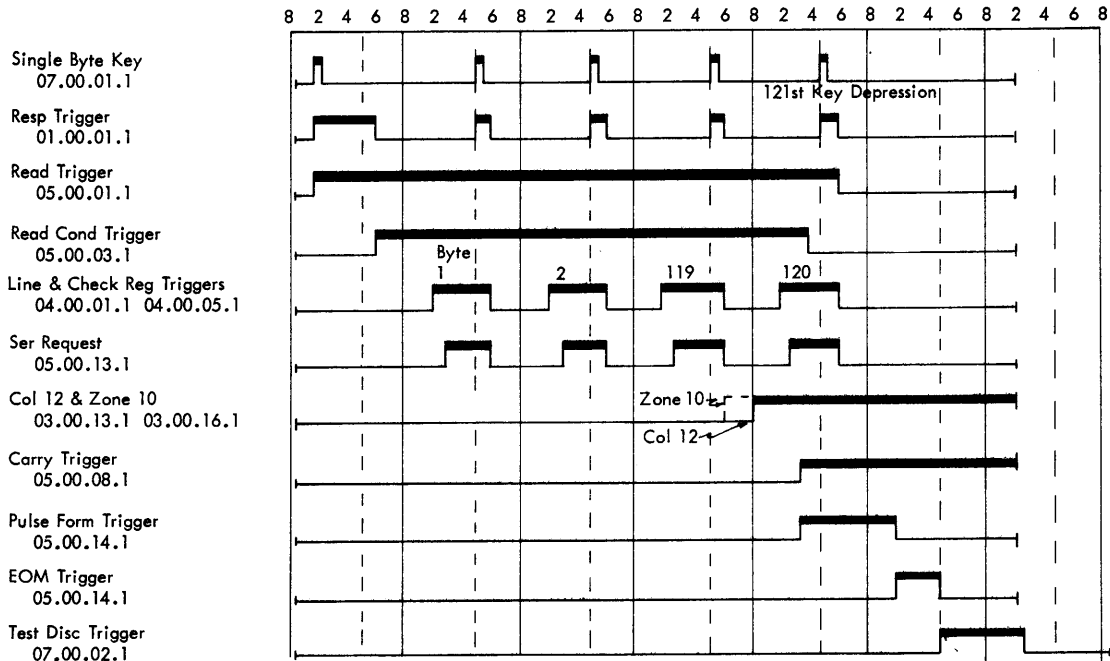 8 2 4 6 8 2 4 6 8 2 4 6 8 2 4 6 8 2 4 6 8 2 4 6 8 2 4 6 8
Single Byte Key
07.00.01.1
121st Key Depression
Resp Trigger
01.00.01.1
Read Trigger
05.00.01.1
Read Cond Trigger
05.00.03.1
Byte
Line & Check Reg Triggers
04.00.01.1 04.00.05.1
1 2 119 120
Ser Request
05.00.13.1
Col 12 & Zone 10
03.00.13.1 03.00.16.1
Zone 10
Col 12
Carry Trigger
05.00.08.1
Pulse Form Trigger
05.00.14.1
EOM Trigger
05.00.14.1
Test Disc Trigger
07.00.02.1